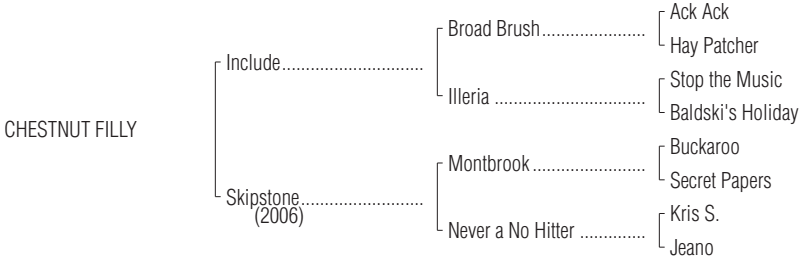 Ack Ack
Broad Brush......................
Hay Patcher
Include..............................
Stop the Music
Illeria ................................
Baldski's Holiday
CHESTNUT FILLY
Buckaroo
Montbrook........................
Secret Papers
Skipstone..........................
(2006)
Kris S.
Never a No Hitter ..............
Jeano